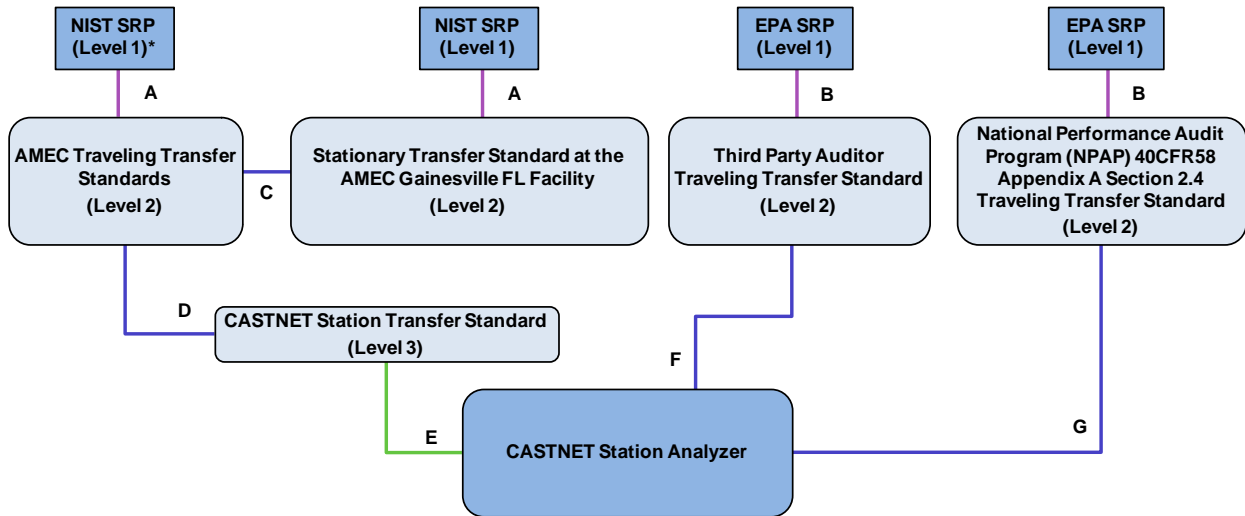 NIST SRP
(Level 1)*
NIST SRP
(Level 1)
EPA SRP
(Level 1)
EPA SRP
(Level 1)
A
A
B
B
AMEC Traveling Transfer
Standards
(Level 2)
C
Stationary Transfer Standard at the
AMEC Gainesville FL Facility
(Level 2)
Third Party Auditor
Traveling Transfer Standard
(Level 2)
National Performance Audit
Program (NPAP) 40CFR58
Appendix A Section 2.4
Traveling Transfer Standard
(Level 2)
D
CASTNET Station Transfer Standard
(Level 3)
F
E
G
CASTNET Station Analyzer